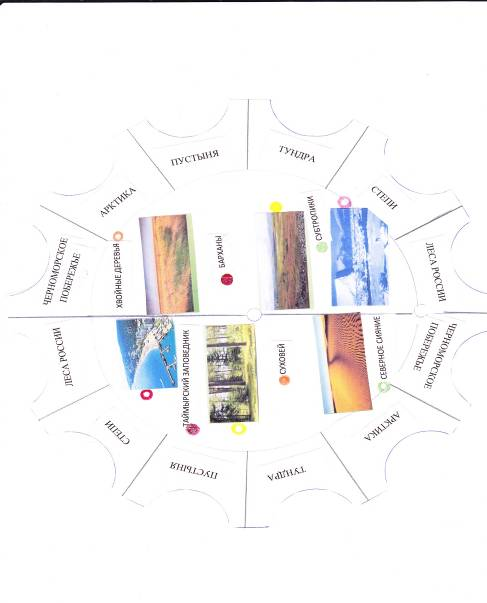 ПУСТЫНЯ
ТУНДРА
АРКТИКА
СТЕПИ
ЧЕРНОМОРСКОЕ
ПОБЕРЕЖЬЕ
ХВОЙНЫЕ ДЕРЕВЬЯ
БАРХАНЫ
СУБТРОПИКИ
ЛЕСА РОССИИ
ЛЕСА РОССИИ
ТАЙМЫРСКИЙ ЗАПОВЕДНИК
СУХОВЕЙ
СЕВЕРНОЕ СИЯНИЕ
ЧЕРНОМОРСКОЕ
ПОБЕРЕЖЬЕ
СТЕПИ
АРКТИКА
ПУСТЫНЯ
ТУНДРА